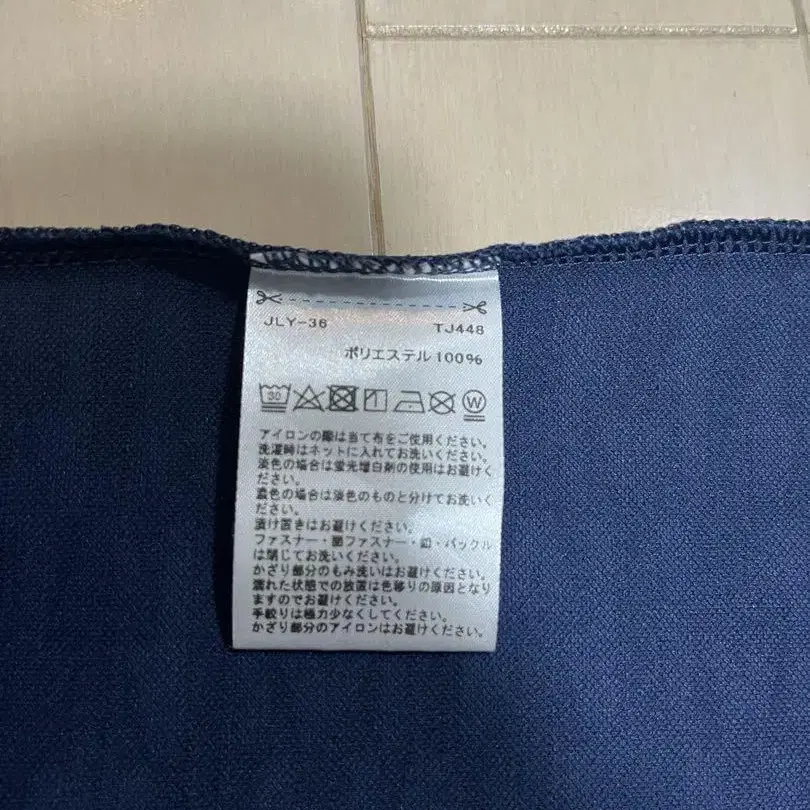 JLY-36 TJ448
ポリエステル 100%
30 W
アイロンの際は当て布をご使用ください。
洗濯時はネットに入れてお洗いください。
淡色の場合は蛍光増白剤の使用はお避けく
ださい。
濃色の場合は淡色のものと分けてお洗いく
ださい。
漬け置きはお避けください。
ファスナー・面ファスナー・釦・バックル
は閉じてお洗いください。
かざり部分のもみ洗いはお避けください。
濡れた状態での放置は色移りの原因となり
ますのでお避けください。
手絞りは極力少なくしてください。
かざり部分のアイロンはお避けください。